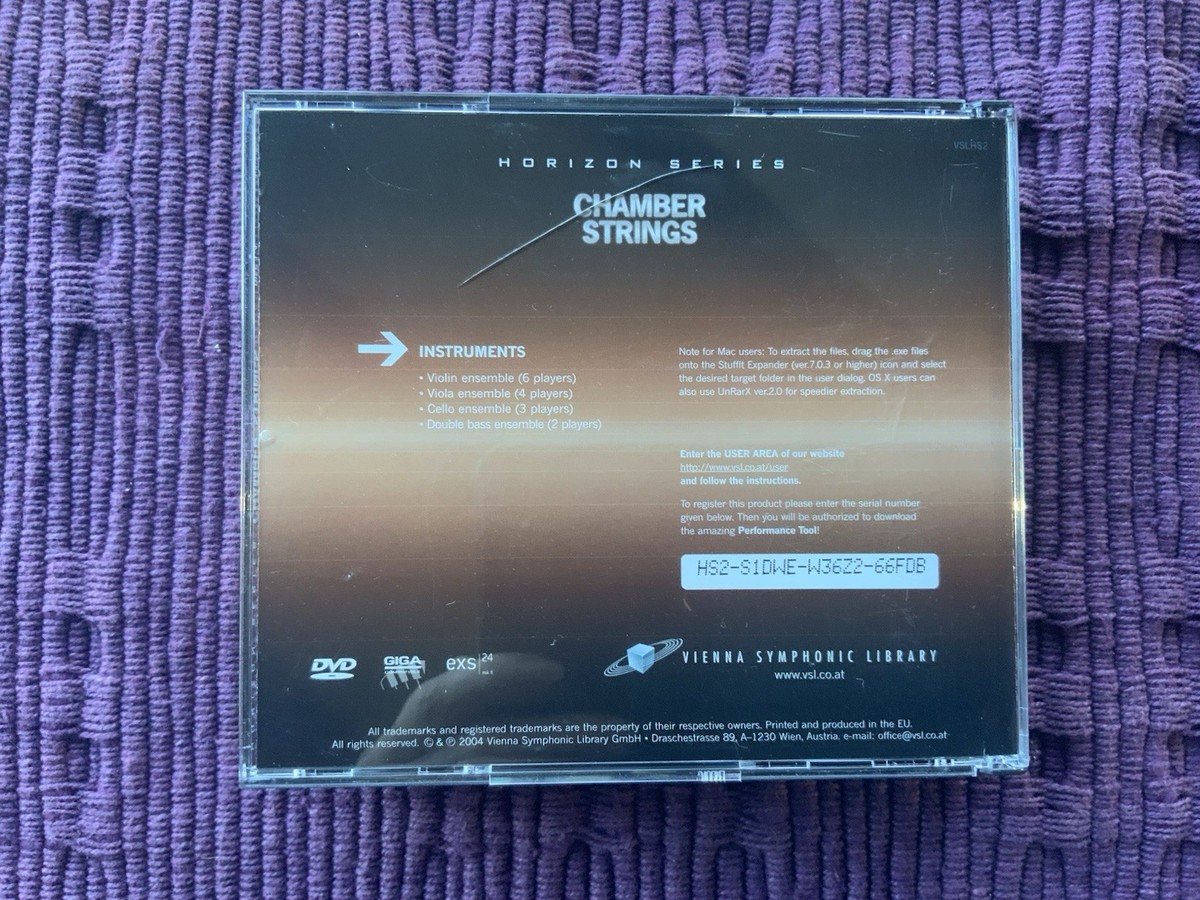 VSLHS2
HORIZON SERIES
CHAMBER
STRINGS
INSTRUMENTS
• Violin ensemble (6 players)
• Viola ensemble (4 players)
• Cello ensemble (3 players)
• Double bass ensemble (2 players)
Note for Mac users: To extract the files, drag the .exe files
onto the StuffIt Expander (ver.7.0.3 or higher) icon and select
the desired target folder in the user dialog. OS X users can
also use UnRarX ver.2.0 for speedier extraction.
Enter the USER AREA of our website
http://www.vsl.co.at/user
and follow the instructions.
To register this product please enter the serial number
given below. Then you will be authorized to download
the amazing Performance Tool!
HS2-S1DWE-W36Z2-66FDB
DVD
GIGA
exs 24
VIENNA SYMPHONIC LIBRARY
www.vsl.co.at
All trademarks and registered trademarks are the property of their respective owners. Printed and produced in the EU.
All rights reserved. © & ℗ 2004 Vienna Symphonic Library GmbH • Draschestrasse 89, A–1230 Wien, Austria. e-mail: office@vsl.co.at